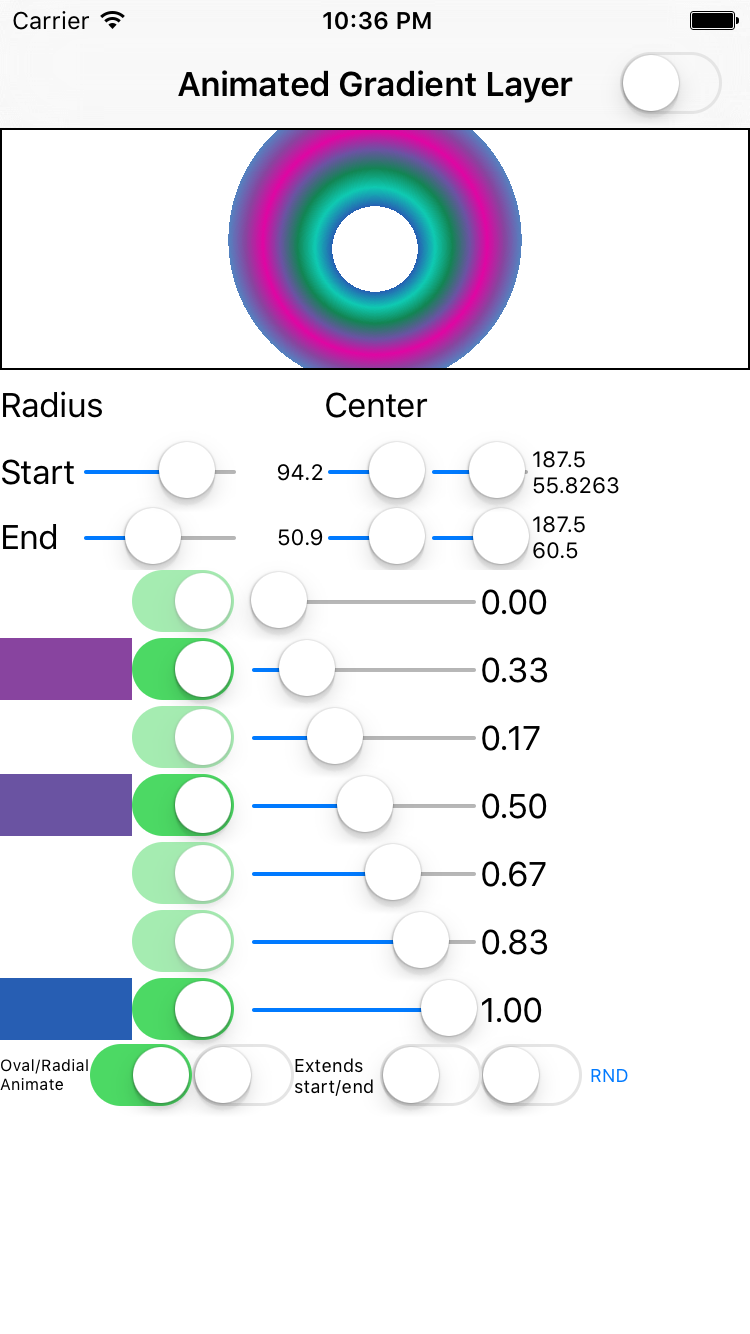 Carrier 10:36 PM
Animated Gradient Layer
Radius Center
Start 94.2 187.5
55.8263
End 50.9 187.5
60.5
0.00
0.33
0.17
0.50
0.67
0.83
1.00
Oval/Radial Extends RND
Animate start/end